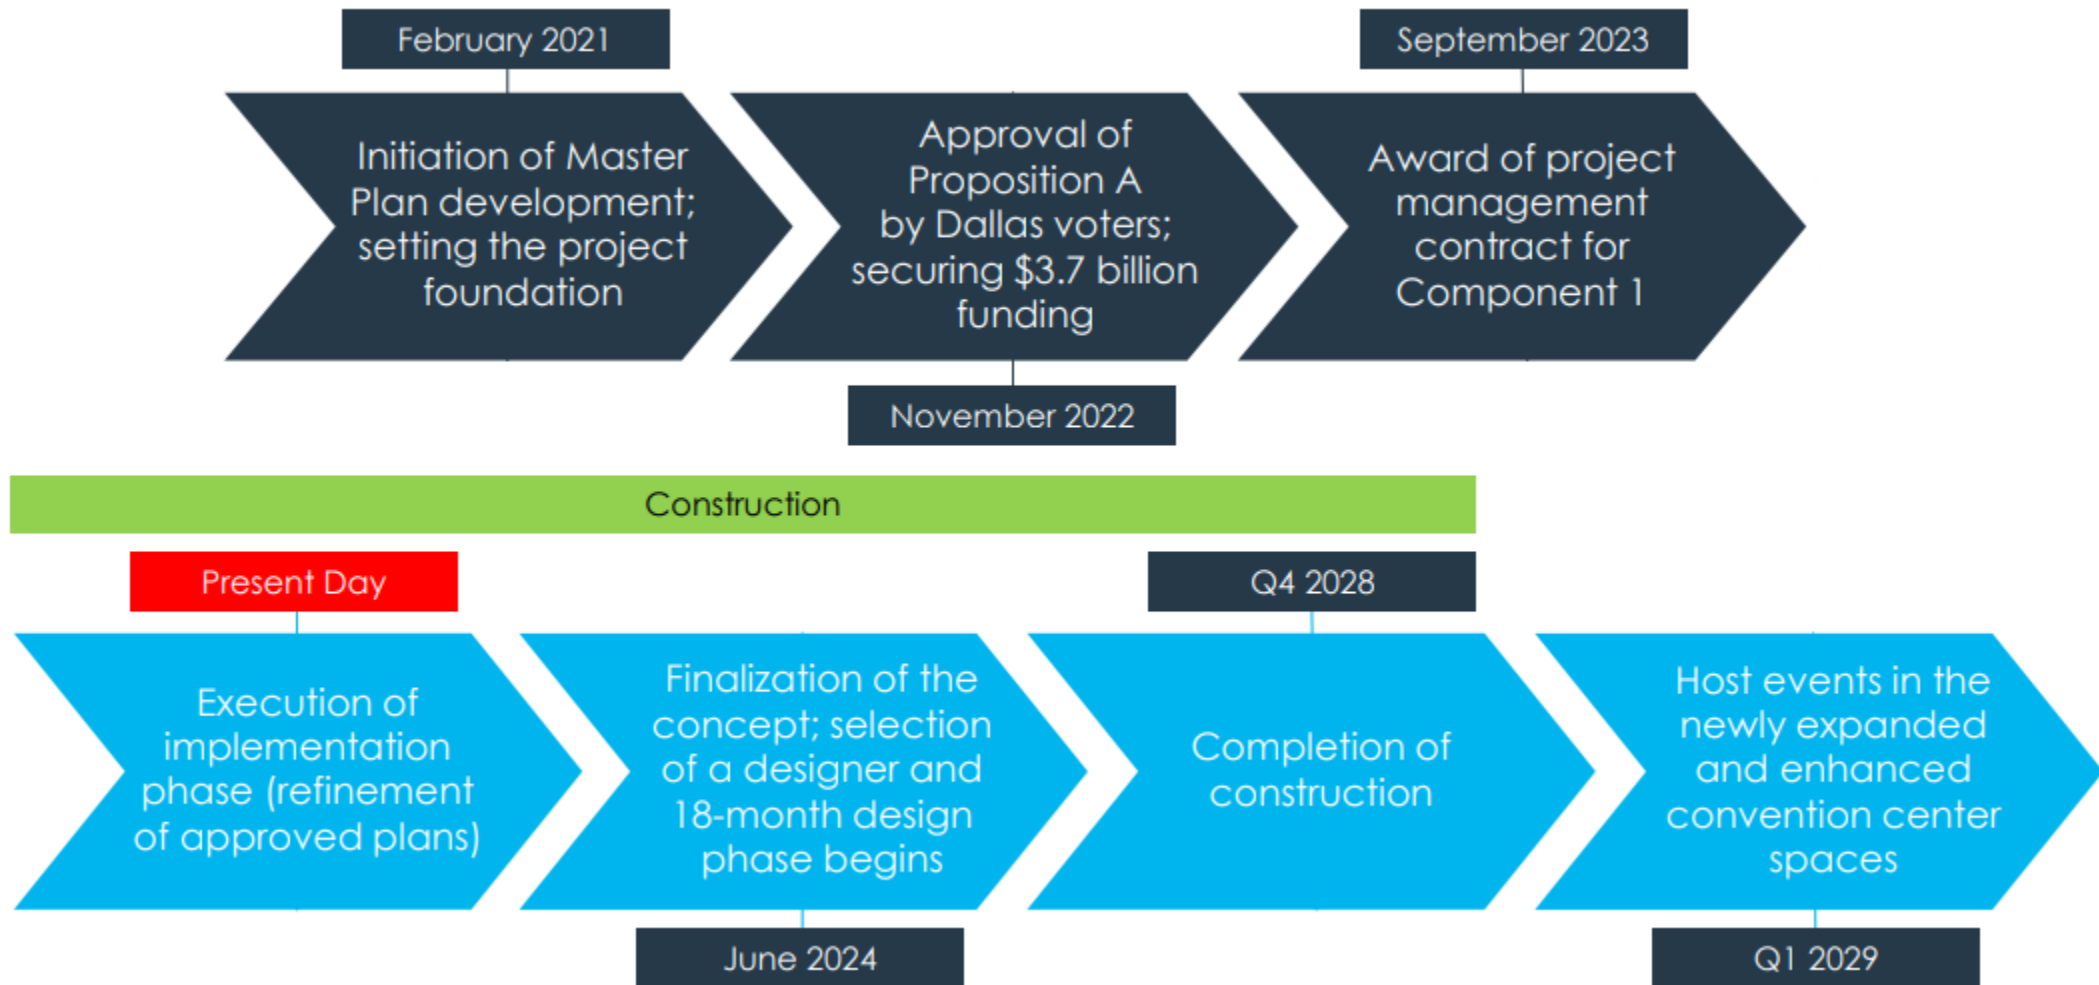 February 2021
Initiation of Master
Plan development;
setting the project
foundation
Approval of
Proposition A
by Dallas voters;
securing $3.7 billion
funding
November 2022
September 2023
Award of project
management
contract for
Component 1
Construction
Present Day
Execution of
implementation
phase (refinement
of approved plans)
Finalization of the
concept; selection
of a designer and
18-month design
phase begins
June 2024
Q4 2028
Completion of
construction
Host events in the
newly expanded
and enhanced
convention center
spaces
Q1 2029